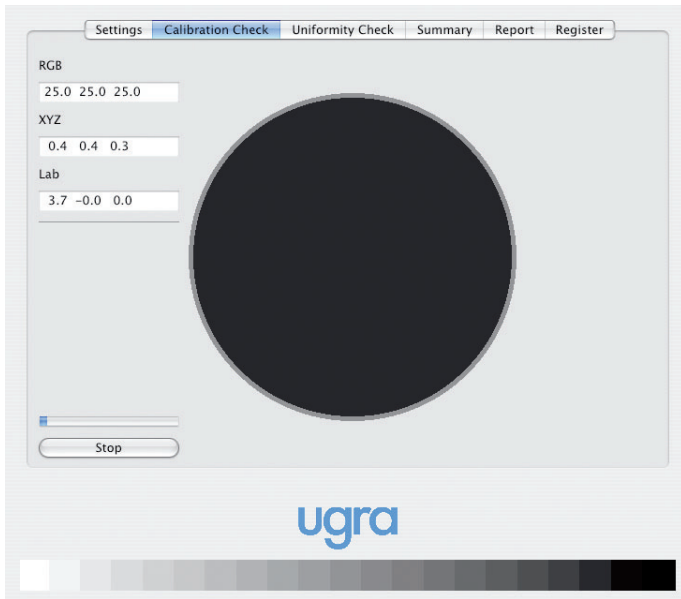 Settings Calibration Check Uniformity Check Summary Report Register
RGB
25.0 25.0 25.0
XYZ
0.4 0.4 0.3
Lab
3.7 -0.0 0.0
Stop
ugra